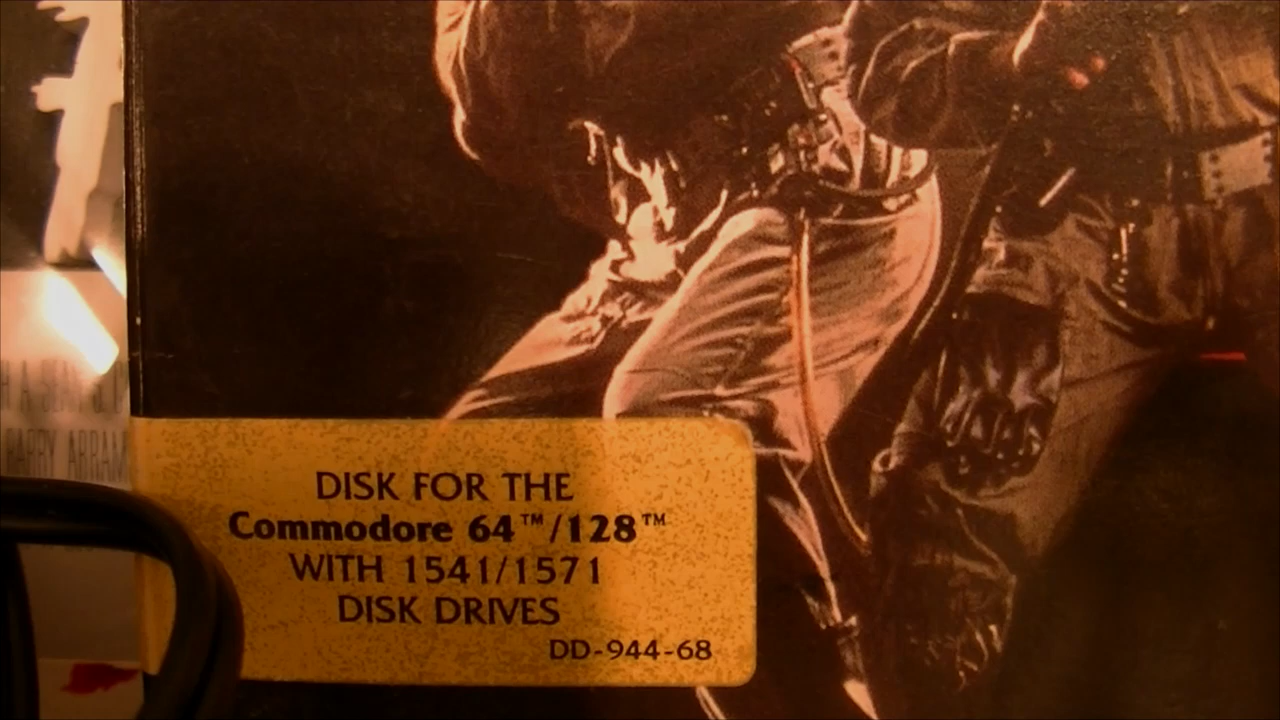 DISK FOR THE
Commodore 64™/128™
WITH 1541/1571
DISK DRIVES
DD-944-68